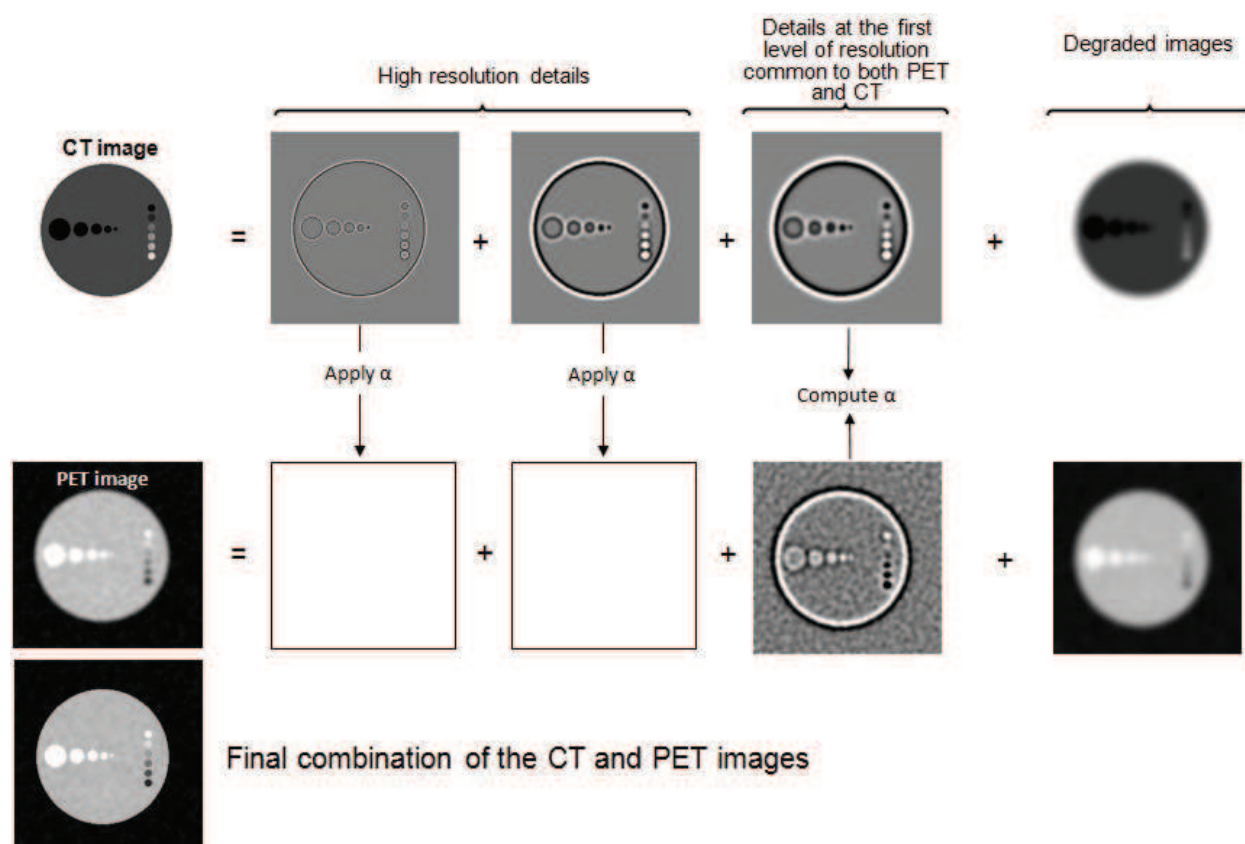 Details at the first
level of resolution
common to both PET
and CT
Degraded images
High resolution details
CT image
=
+
+
+
Apply α
Apply α
Compute α
PET image
=
+
+
+
Final combination of the CT and PET images